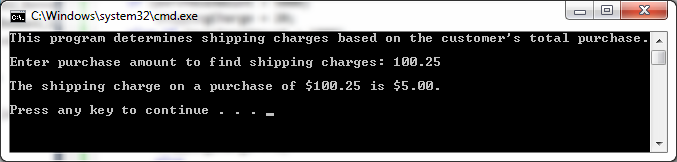 C:\Windows\system32\cmd.exe
This program determines shipping charges based on the customer's total purchase.
Enter purchase amount to find shipping charges: 100.25
The shipping charge on a purchase of $100.25 is $5.00.
Press any key to continue . . . _